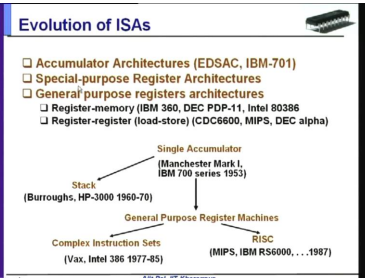 Evolution of ISAs
❑ Accumulator Architectures (EDSAC, IBM-701)
❑ Special-purpose Register Architectures
❑ General purpose registers architectures
❑ Register-memory (IBM 360, DEC PDP-11, Intel 80386
❑ Register-register (load-store) (CDC6600, MIPS, DEC alpha)
Single Accumulator
(Manchester Mark I,
IBM 700 series 1953)
Stack
(Burroughs, HP-3000 1960-70)
General Purpose Register Machines
Complex Instruction Sets
(Vax, Intel 386 1977-85)
RISC
(MIPS, IBM RS6000, . . .1987)